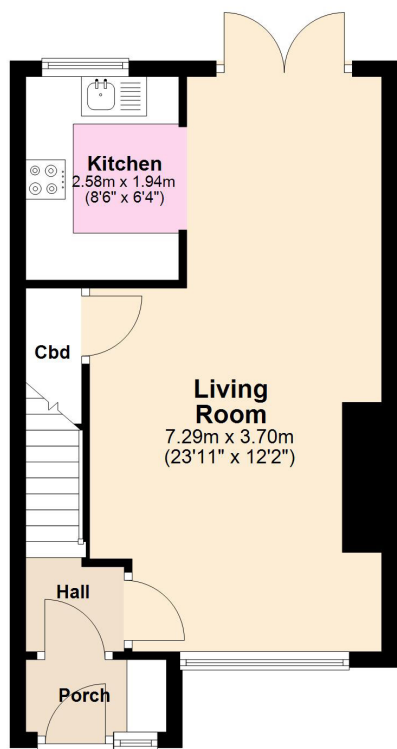 Kitchen
2.58m x 1.94m
(8'6" x 6'4")
Cbd
Living
Room
7.29m x 3.70m
(23'11" x 12'2")
Hall
Porch